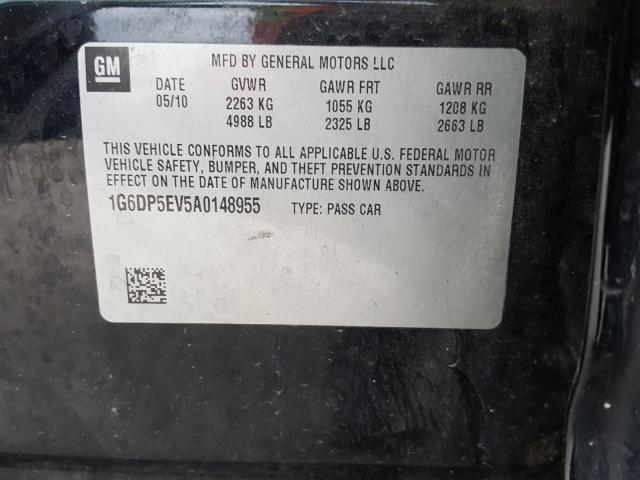 GM
MFD BY GENERAL MOTORS LLC
DATE GVWR GAWR FRT GAWR RR
05/10 2263 KG 1055 KG 1208 KG
4988 LB 2325 LB 2663 LB
THIS VEHICLE CONFORMS TO ALL APPLICABLE U.S. FEDERAL MOTOR
VEHICLE SAFETY, BUMPER, AND THEFT PREVENTION STANDARDS IN
EFFECT ON THE DATE OF MANUFACTURE SHOWN ABOVE.
1G6DP5EV5A0148955 TYPE: PASS CAR